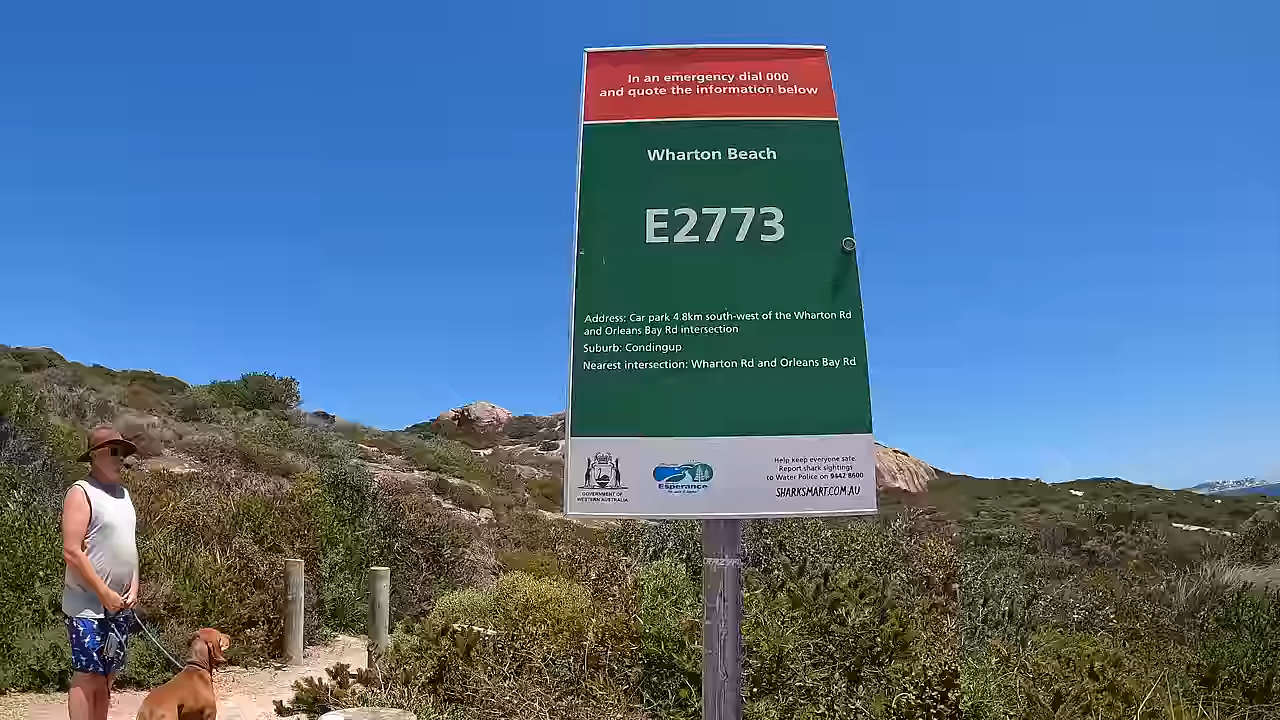 In an emergency dial 000
and quote the information below
Wharton Beach
E2773
Address: Car park 4.8km south-west of the Wharton Rd
and Orleans Bay Rd intersection
Suburb: Condingup
Nearest intersection: Wharton Rd and Orleans Bay Rd
GOVERNMENT OF
WESTERN AUSTRALIA
Esperance
Help keep everyone safe.
Report shark sightings
to Water Police on 9442 8600
SHARKSMART.COM.AU